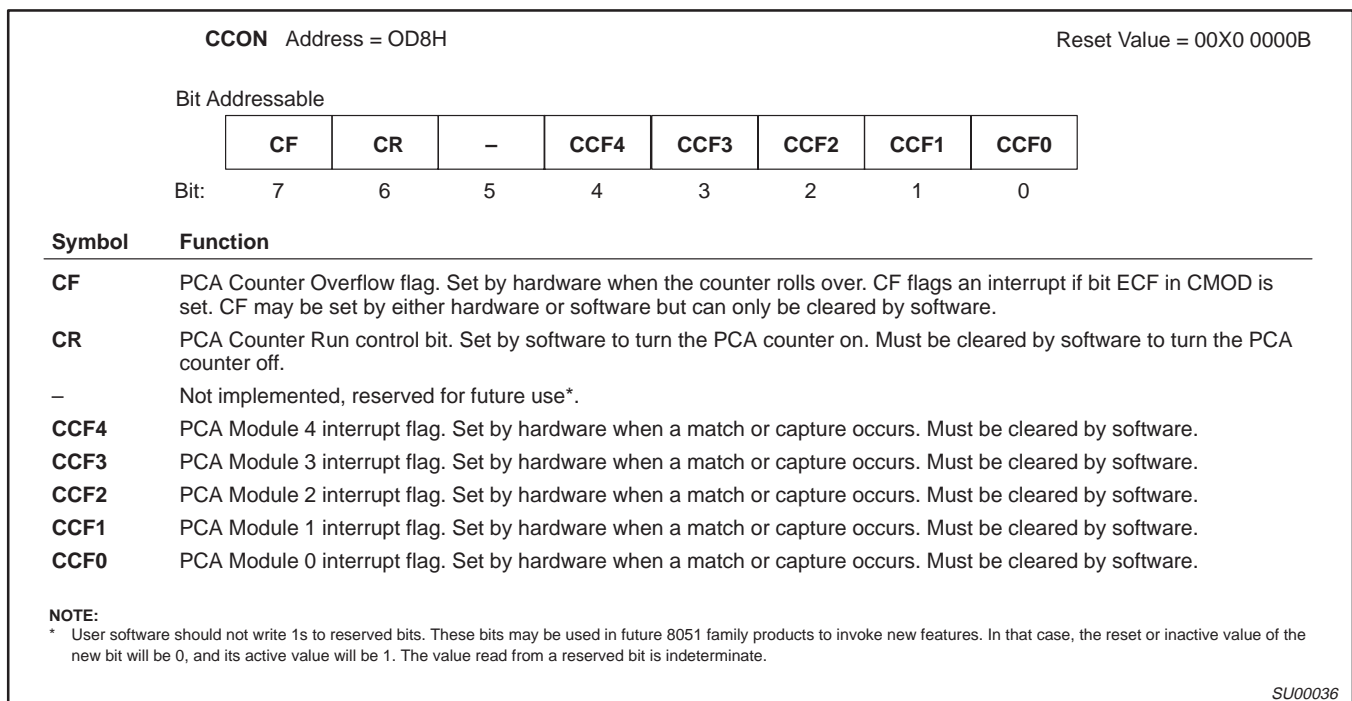 CCON Address = OD8H Reset Value = 00X0 0000B
Bit Addressable
CF CR – CCF4 CCF3 CCF2 CCF1 CCF0
Bit: 7 6 5 4 3 2 1 0
Symbol Function
CF PCA Counter Overflow flag. Set by hardware when the counter rolls over. CF flags an interrupt if bit ECF in CMOD is
set. CF may be set by either hardware or software but can only be cleared by software.
CR PCA Counter Run control bit. Set by software to turn the PCA counter on. Must be cleared by software to turn the PCA
counter off.
– Not implemented, reserved for future use*.
CCF4 PCA Module 4 interrupt flag. Set by hardware when a match or capture occurs. Must be cleared by software.
CCF3 PCA Module 3 interrupt flag. Set by hardware when a match or capture occurs. Must be cleared by software.
CCF2 PCA Module 2 interrupt flag. Set by hardware when a match or capture occurs. Must be cleared by software.
CCF1 PCA Module 1 interrupt flag. Set by hardware when a match or capture occurs. Must be cleared by software.
CCF0 PCA Module 0 interrupt flag. Set by hardware when a match or capture occurs. Must be cleared by software.
NOTE:
* User software should not write 1s to reserved bits. These bits may be used in future 8051 family products to invoke new features. In that case, the reset or inactive value of the
new bit will be 0, and its active value will be 1. The value read from a reserved bit is indeterminate.
SU00036